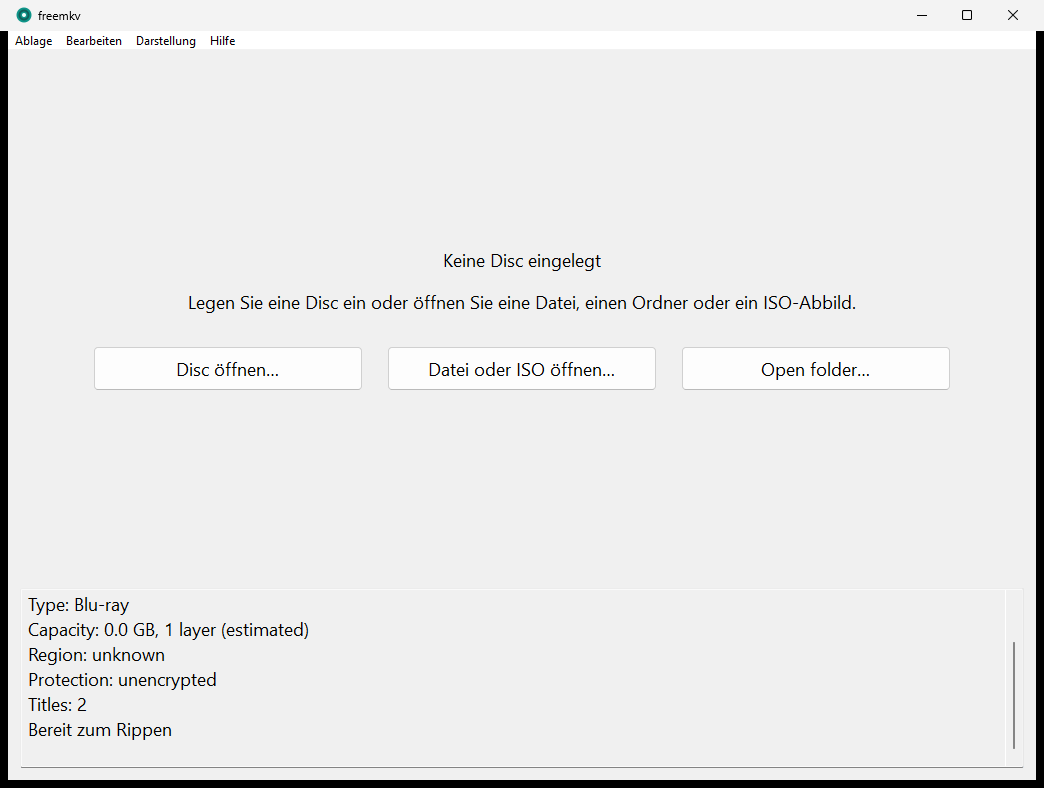 freemkv
Ablage Bearbeiten Darstellung Hilfe
Keine Disc eingelegt
Legen Sie eine Disc ein oder öffnen Sie eine Datei, einen Ordner oder ein ISO-Abbild.
Disc öffnen... Datei oder ISO öffnen... Open folder...
Type: Blu-ray
Capacity: 0.0 GB, 1 layer (estimated)
Region: unknown
Protection: unencrypted
Titles: 2
Bereit zum Rippen